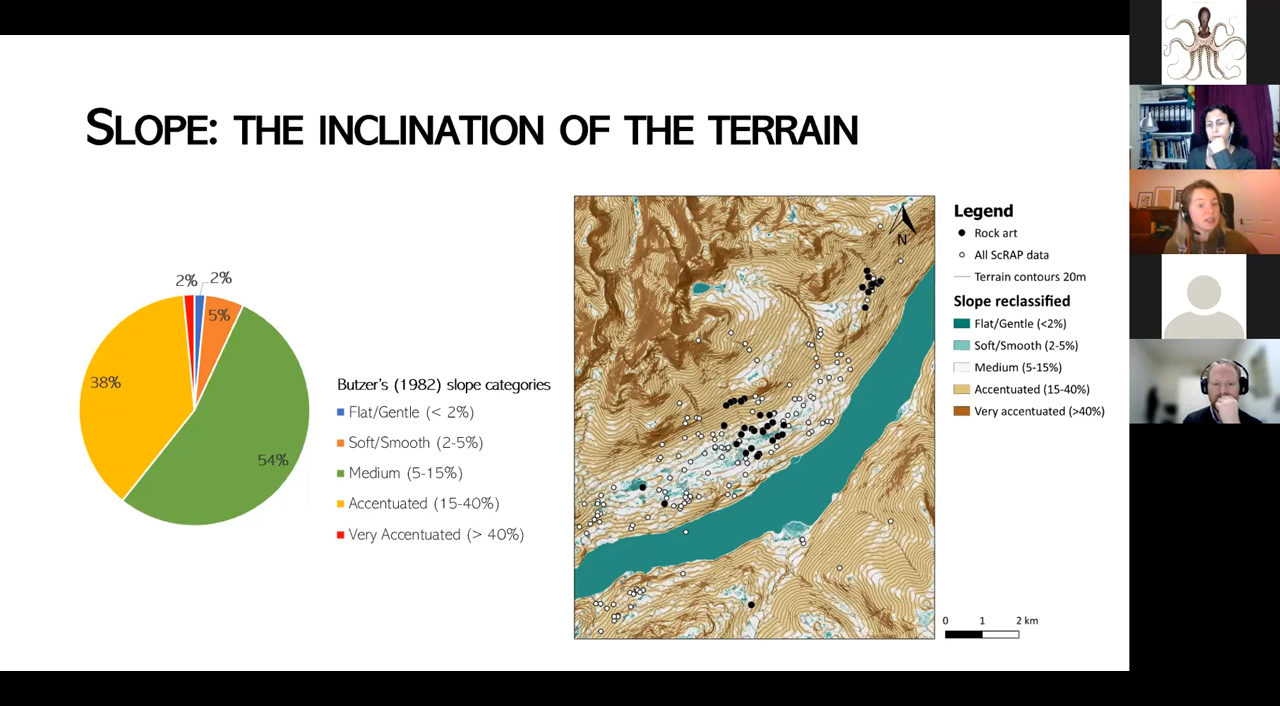 SLOPE: THE INCLINATION OF THE TERRAIN
2%
2%
5%
38%
54%
Butzer's (1982) slope categories
Flat/Gentle (< 2%)
Soft/Smooth (2-5%)
Medium (5-15%)
Accentuated (15-40%)
Very Accentuated (> 40%)
N
Legend
Rock art
All ScRAP data
Terrain contours 20m
Slope reclassified
Flat/Gentle (<2%)
Soft/Smooth (2-5%)
Medium (5-15%)
Accentuated (15-40%)
Very accentuated (>40%)
0 1 2 km